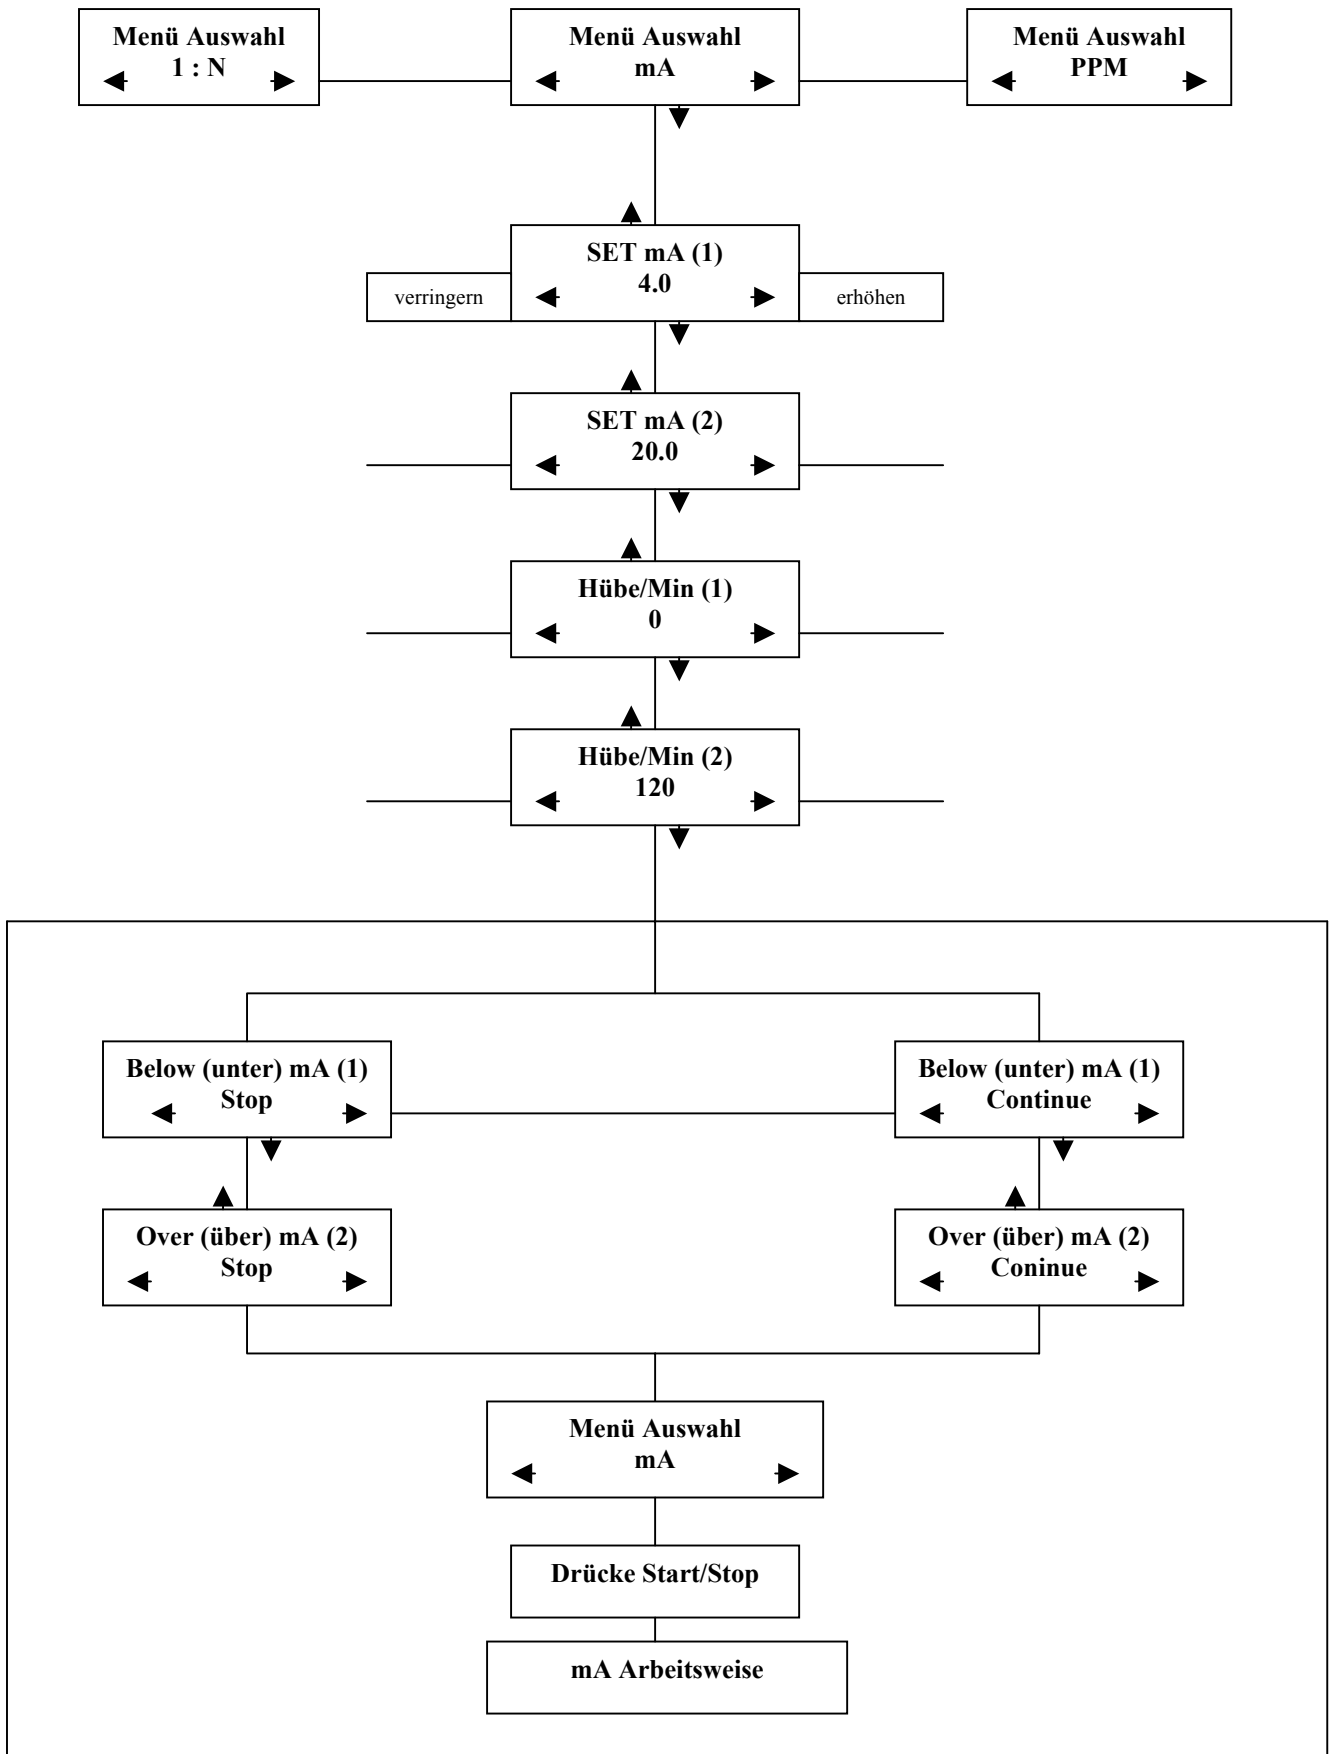 Menü Auswahl
1 : N
Menü Auswahl
mA
Menü Auswahl
PPM
SET mA (1)
4.0
verringern
erhöhen
SET mA (2)
20.0
Hübe/Min (1)
0
Hübe/Min (2)
120
Below (unter) mA (1)
Stop
Below (unter) mA (1)
Continue
Over (über) mA (2)
Stop
Over (über) mA (2)
Coninue
Menü Auswahl
mA
Drücke Start/Stop
mA Arbeitsweise